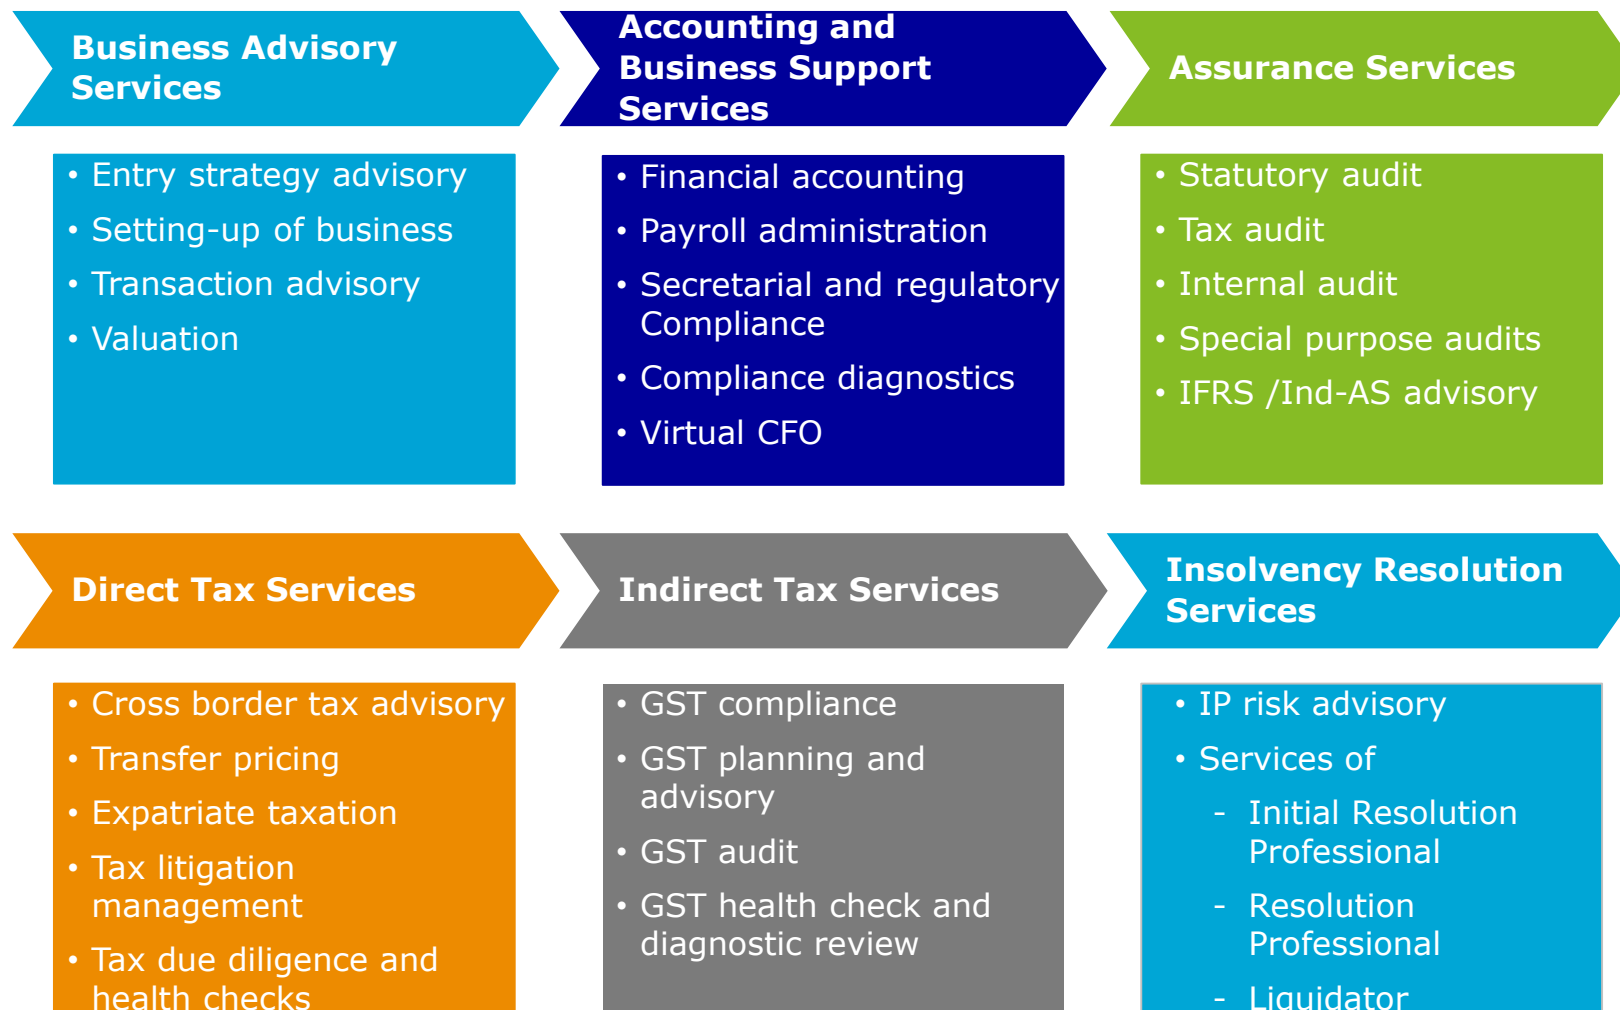 Business Advisory
Services
• Entry strategy advisory
• Setting-up of business
• Transaction advisory
• Valuation
Accounting and
Business Support
Services
• Financial accounting
• Payroll administration
• Secretarial and regulatory
Compliance
• Compliance diagnostics
• Virtual CFO
Assurance Services
• Statutory audit
• Tax audit
• Internal audit
• Special purpose audits
• IFRS /Ind-AS advisory
Direct Tax Services
• Cross border tax advisory
• Transfer pricing
• Expatriate taxation
• Tax litigation
management
• Tax due diligence and
health checks
Indirect Tax Services
• GST compliance
• GST planning and
advisory
• GST audit
• GST health check and
diagnostic review
Insolvency Resolution
Services
• IP risk advisory
• Services of
- Initial Resolution
Professional
- Resolution
Professional
- Liquidator